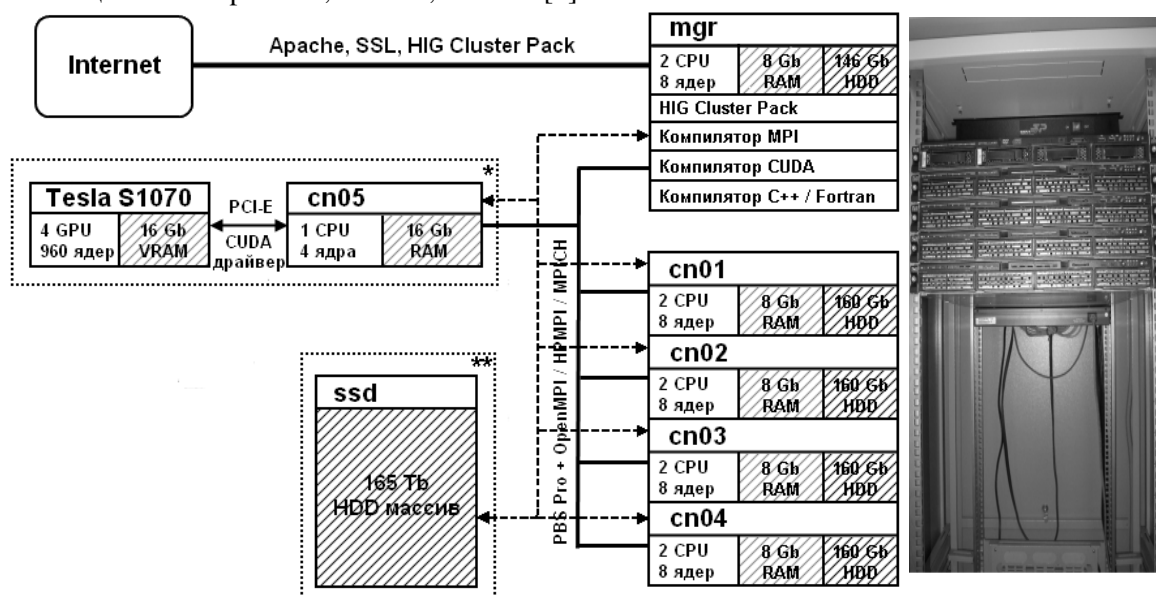 Internet
Apache, SSL, HIG Cluster Pack
mgr
2 CPU
8 ядер
8 Gb
RAM
146 Gb
HDD
HIG Cluster Pack
Компилятор MPI
Компилятор CUDA
Компилятор C++ / Fortran
*
Tesla S1070
4 GPU
960 ядер
16 Gb
VRAM
PCI-E
CUDA
драйвер
cn05
1 CPU
4 ядра
16 Gb
RAM
PBS Pro + OpenMPI / HPMPI / MPICH
cn01
2 CPU
8 ядер
8 Gb
RAM
160 Gb
HDD
cn02
2 CPU
8 ядер
8 Gb
RAM
160 Gb
HDD
cn03
2 CPU
8 ядер
8 Gb
RAM
160 Gb
HDD
cn04
2 CPU
8 ядер
8 Gb
RAM
160 Gb
HDD
**
ssd
165 Tb
HDD массив